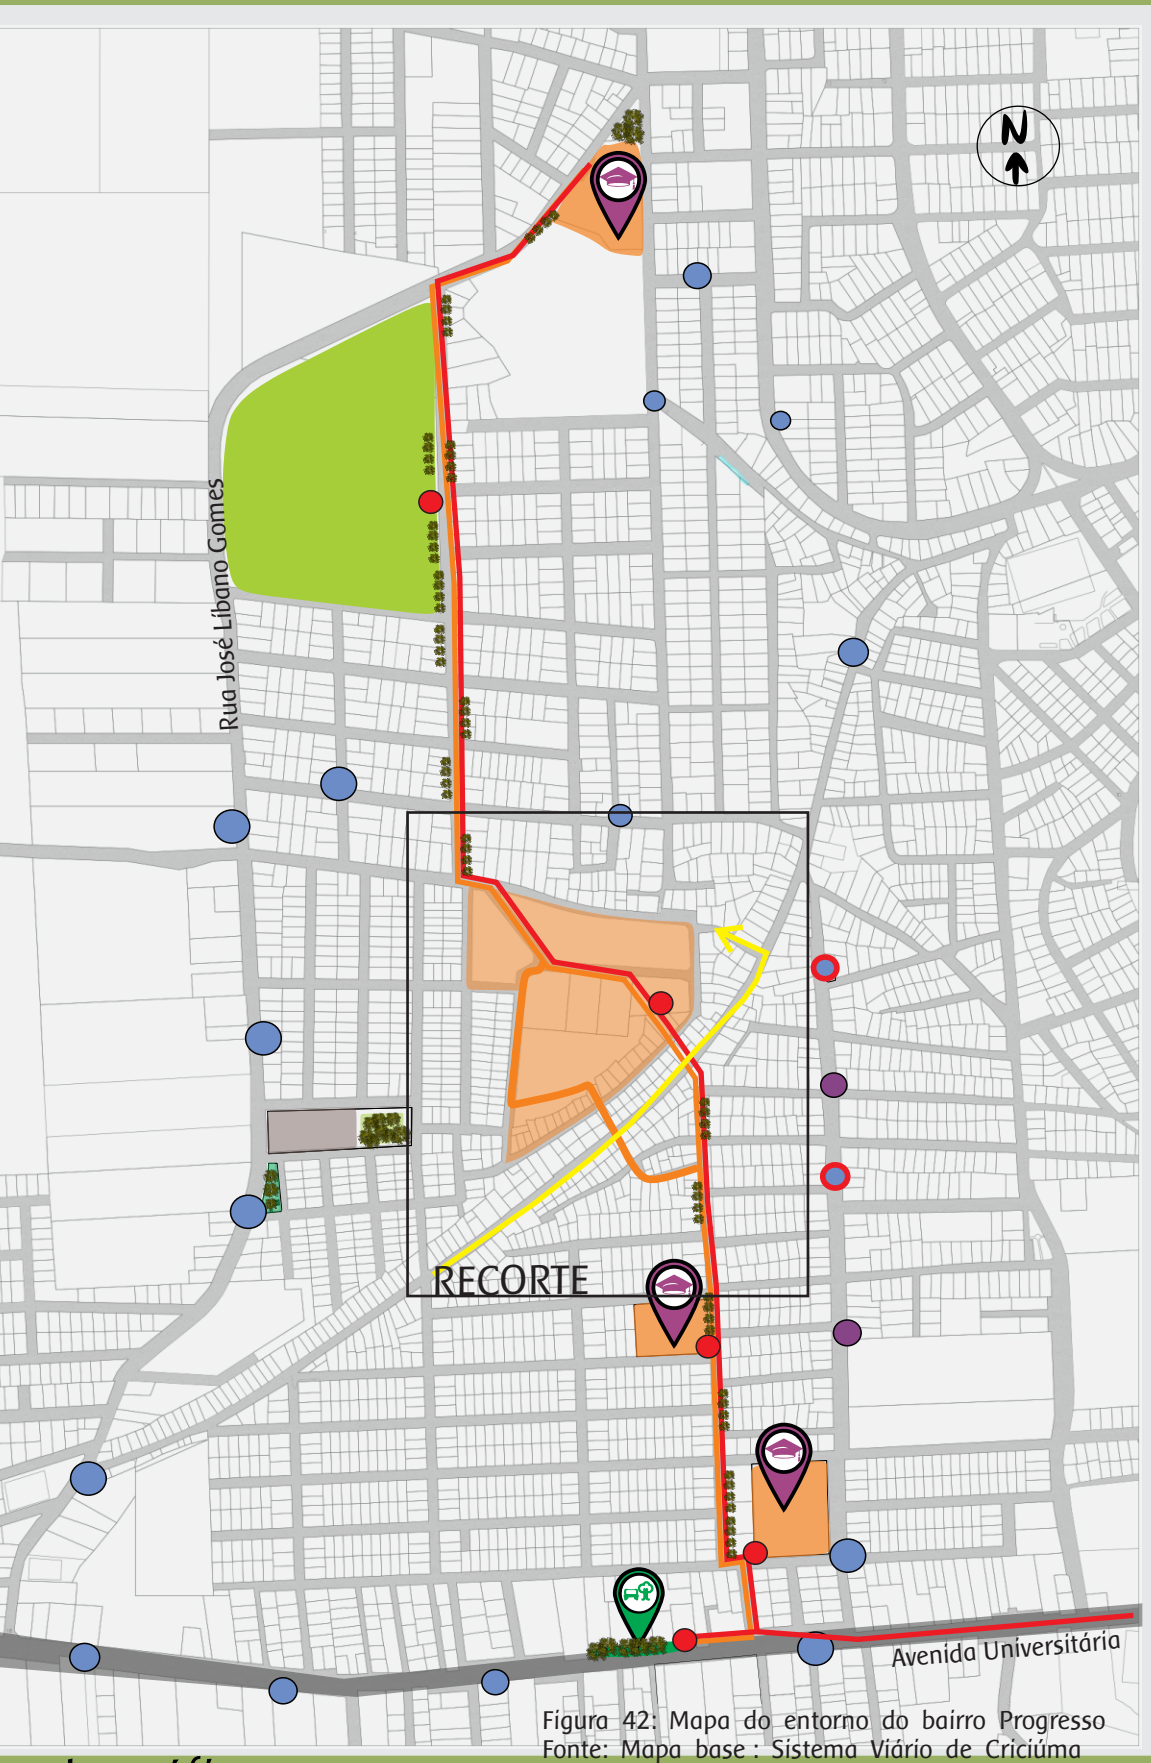 N
Rua José Líbano Gomes
RECORTE
Avenida Universitária
Figura 42: Mapa do entorno do bairro Progresso
Fonte: Mapa base : Sistema Viário de Criciúma